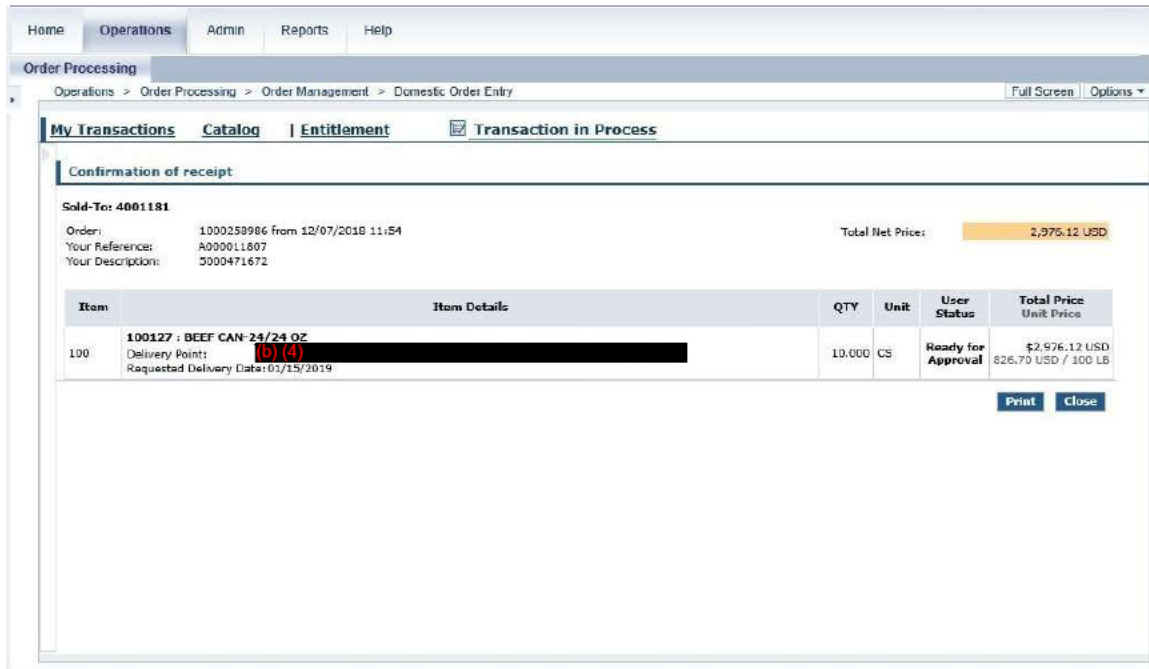 Home Operations Admin Reports Help
Order Processing
Operations > Order Processing > Order Management > Domestic Order Entry Full Screen Options
My Transactions Catalog | Entitlement Transaction in Process
Confirmation of receipt
Sold-To: 4001181
Order: 1000258986 from 12/07/2018 11:54 Total Net Price: 2,976.12 USD
Your Reference: A000011807
Your Description: 5000471672
Item Item Details QTY Unit User Status Total Price Unit Price
100127 : BEEF CAN-24/24 OZ
100 Delivery Point: (b) (4) 10.000 CS Ready for Approval $2,976.12 USD
Requested Delivery Date: 01/15/2019 826.70 USD / 100 LB
Print Close